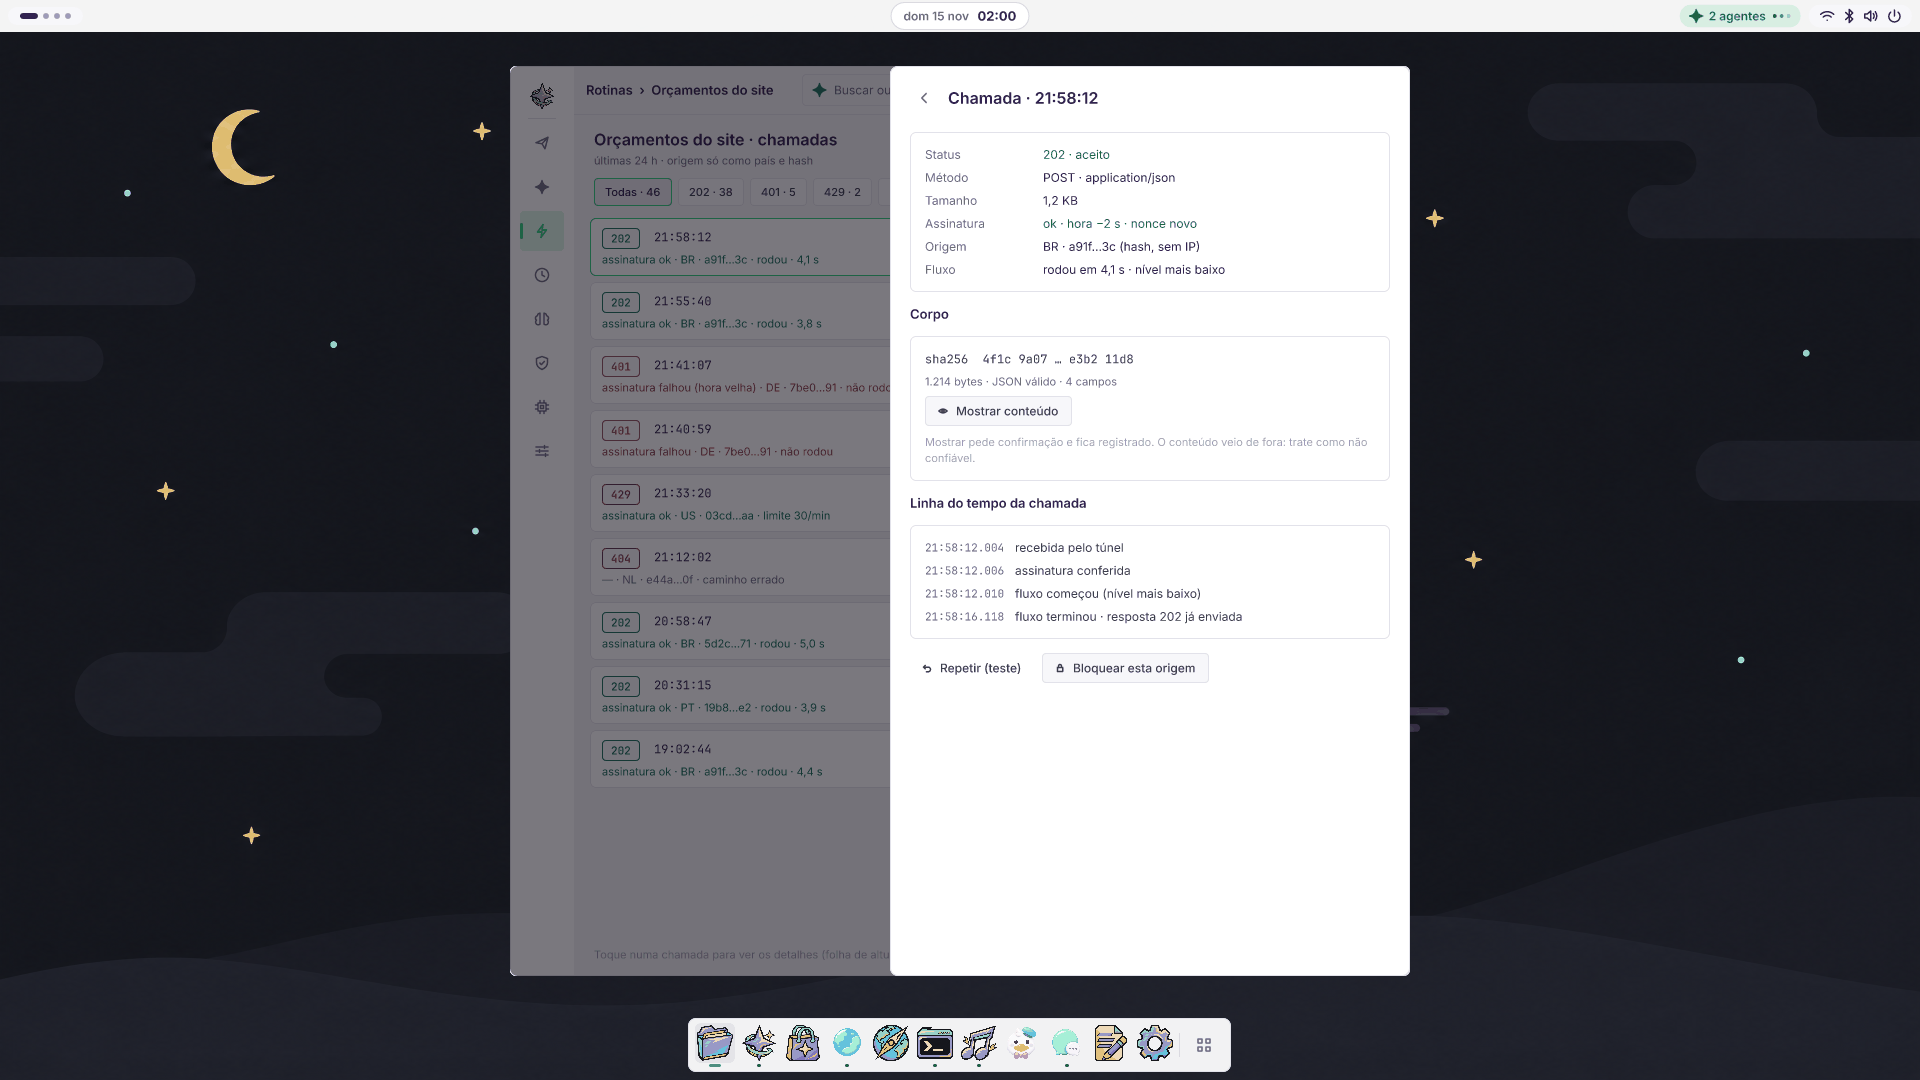 dom 15 nov 02:00
2 agentes
Rotinas › Orçamentos do site
Buscar ou
Orçamentos do site · chamadas
últimas 24 h · origem só como país e hash
Todas · 46
202 · 38
401 · 5
429 · 2
202 21:58:12
assinatura ok · BR · a91f…3c · rodou · 4,1 s
202 21:55:40
assinatura ok · BR · a91f…3c · rodou · 3,8 s
401 21:41:07
assinatura falhou (hora velha) · DE · 7be0…91 · não rodo
401 21:40:59
assinatura falhou · DE · 7be0…91 · não rodou
429 21:33:20
assinatura ok · US · 03cd…aa · limite 30/min
404 21:12:02
— · NL · e44a…0f · caminho errado
202 20:58:47
assinatura ok · BR · 5d2c…71 · rodou · 5,0 s
202 20:31:15
assinatura ok · PT · 19b8…e2 · rodou · 3,9 s
202 19:02:44
assinatura ok · BR · a91f…3c · rodou · 4,4 s
Toque numa chamada para ver os detalhes (folha de altu
Chamada · 21:58:12
Status 202 · aceito
Método POST · application/json
Tamanho 1,2 KB
Assinatura ok · hora −2 s · nonce novo
Origem BR · a91f…3c (hash, sem IP)
Fluxo rodou em 4,1 s · nível mais baixo
Corpo
sha256 4f1c 9a07 … e3b2 11d8
1.214 bytes · JSON válido · 4 campos
Mostrar conteúdo
Mostrar pede confirmação e fica registrado. O conteúdo veio de fora: trate como não
confiável.
Linha do tempo da chamada
21:58:12.004 recebida pelo túnel
21:58:12.006 assinatura conferida
21:58:12.010 fluxo começou (nível mais baixo)
21:58:16.118 fluxo terminou · resposta 202 já enviada
Repetir (teste)
Bloquear esta origem